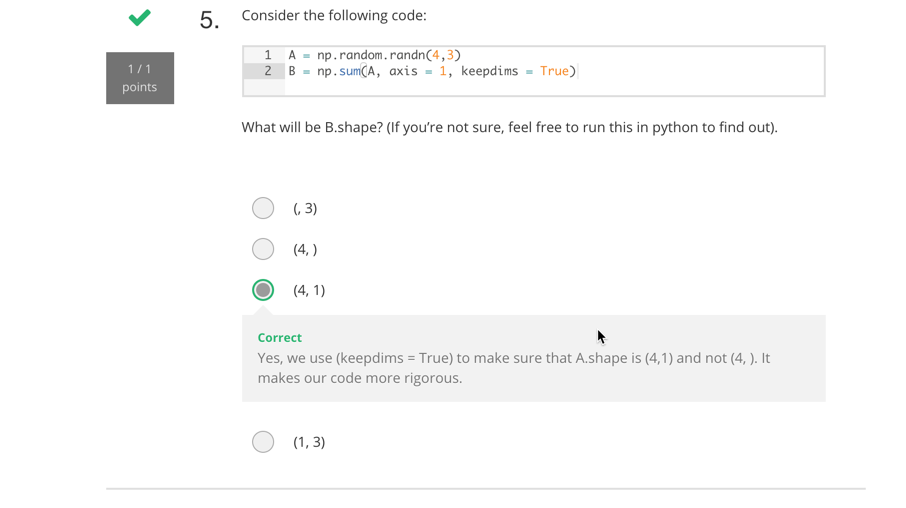 5. Consider the following code:
1 / 1
points
1 A = np.random.randn(4,3)
2 B = np.sum(A, axis = 1, keepdims = True)
What will be B.shape? (If you’re not sure, feel free to run this in python to find out).
(, 3)
(4, )
(4, 1)
Correct
Yes, we use (keepdims = True) to make sure that A.shape is (4,1) and not (4, ). It
makes our code more rigorous.
(1, 3)